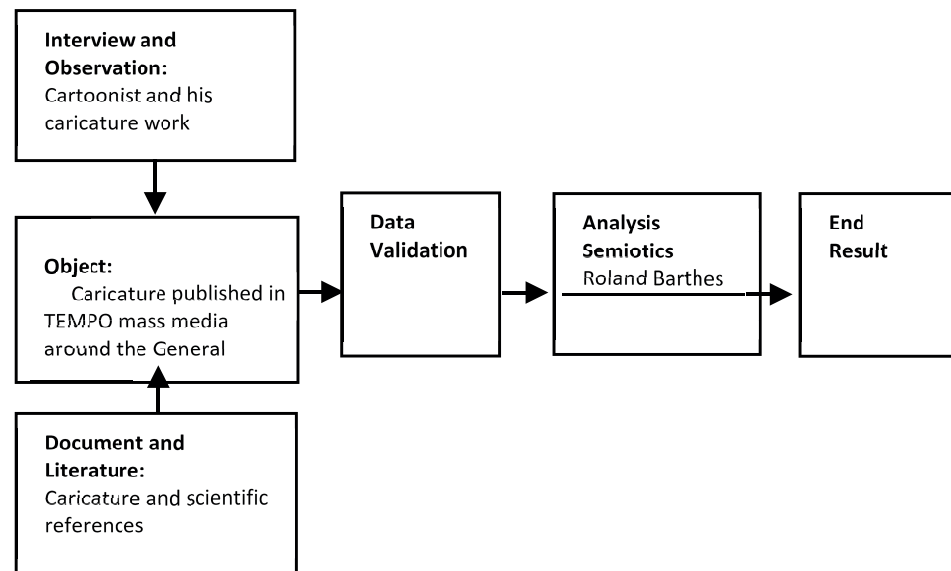 Interview and
Observation:
Cartoonist and his
caricature work
Object:
Caricature published in
TEMPO mass media
around the General
Document and
Literature:
Caricature and scientific
references
Data
Validation
Analysis
Semiotics
Roland Barthes
End
Result